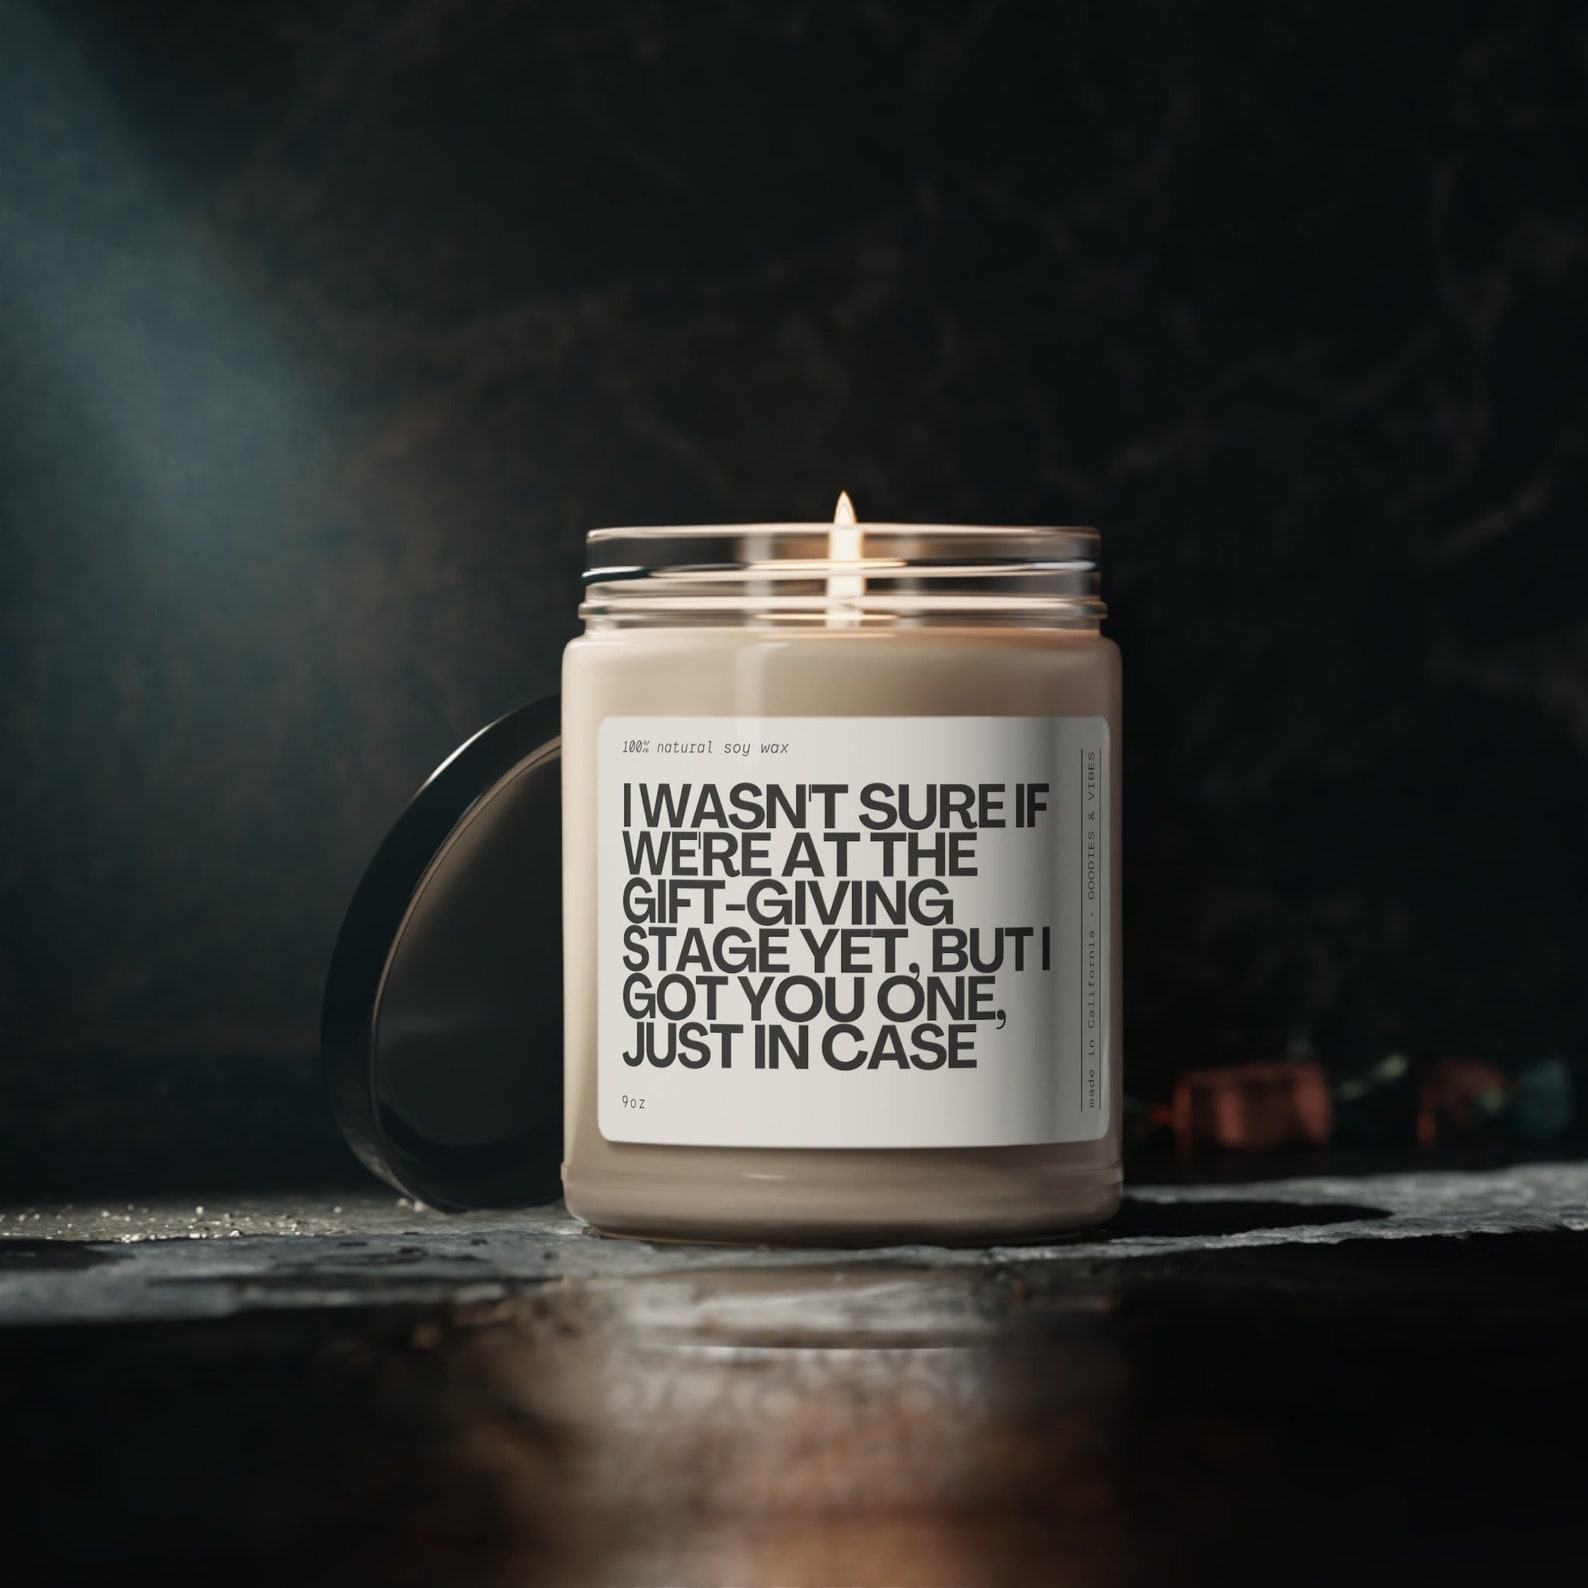 100% natural soy wax
I WASN'T SURE IF
WE'RE AT THE
GIFT-GIVING
STAGE YET, BUT I
GOT YOU ONE,
JUST IN CASE
9oz
made in California · GOODIES & VIBES